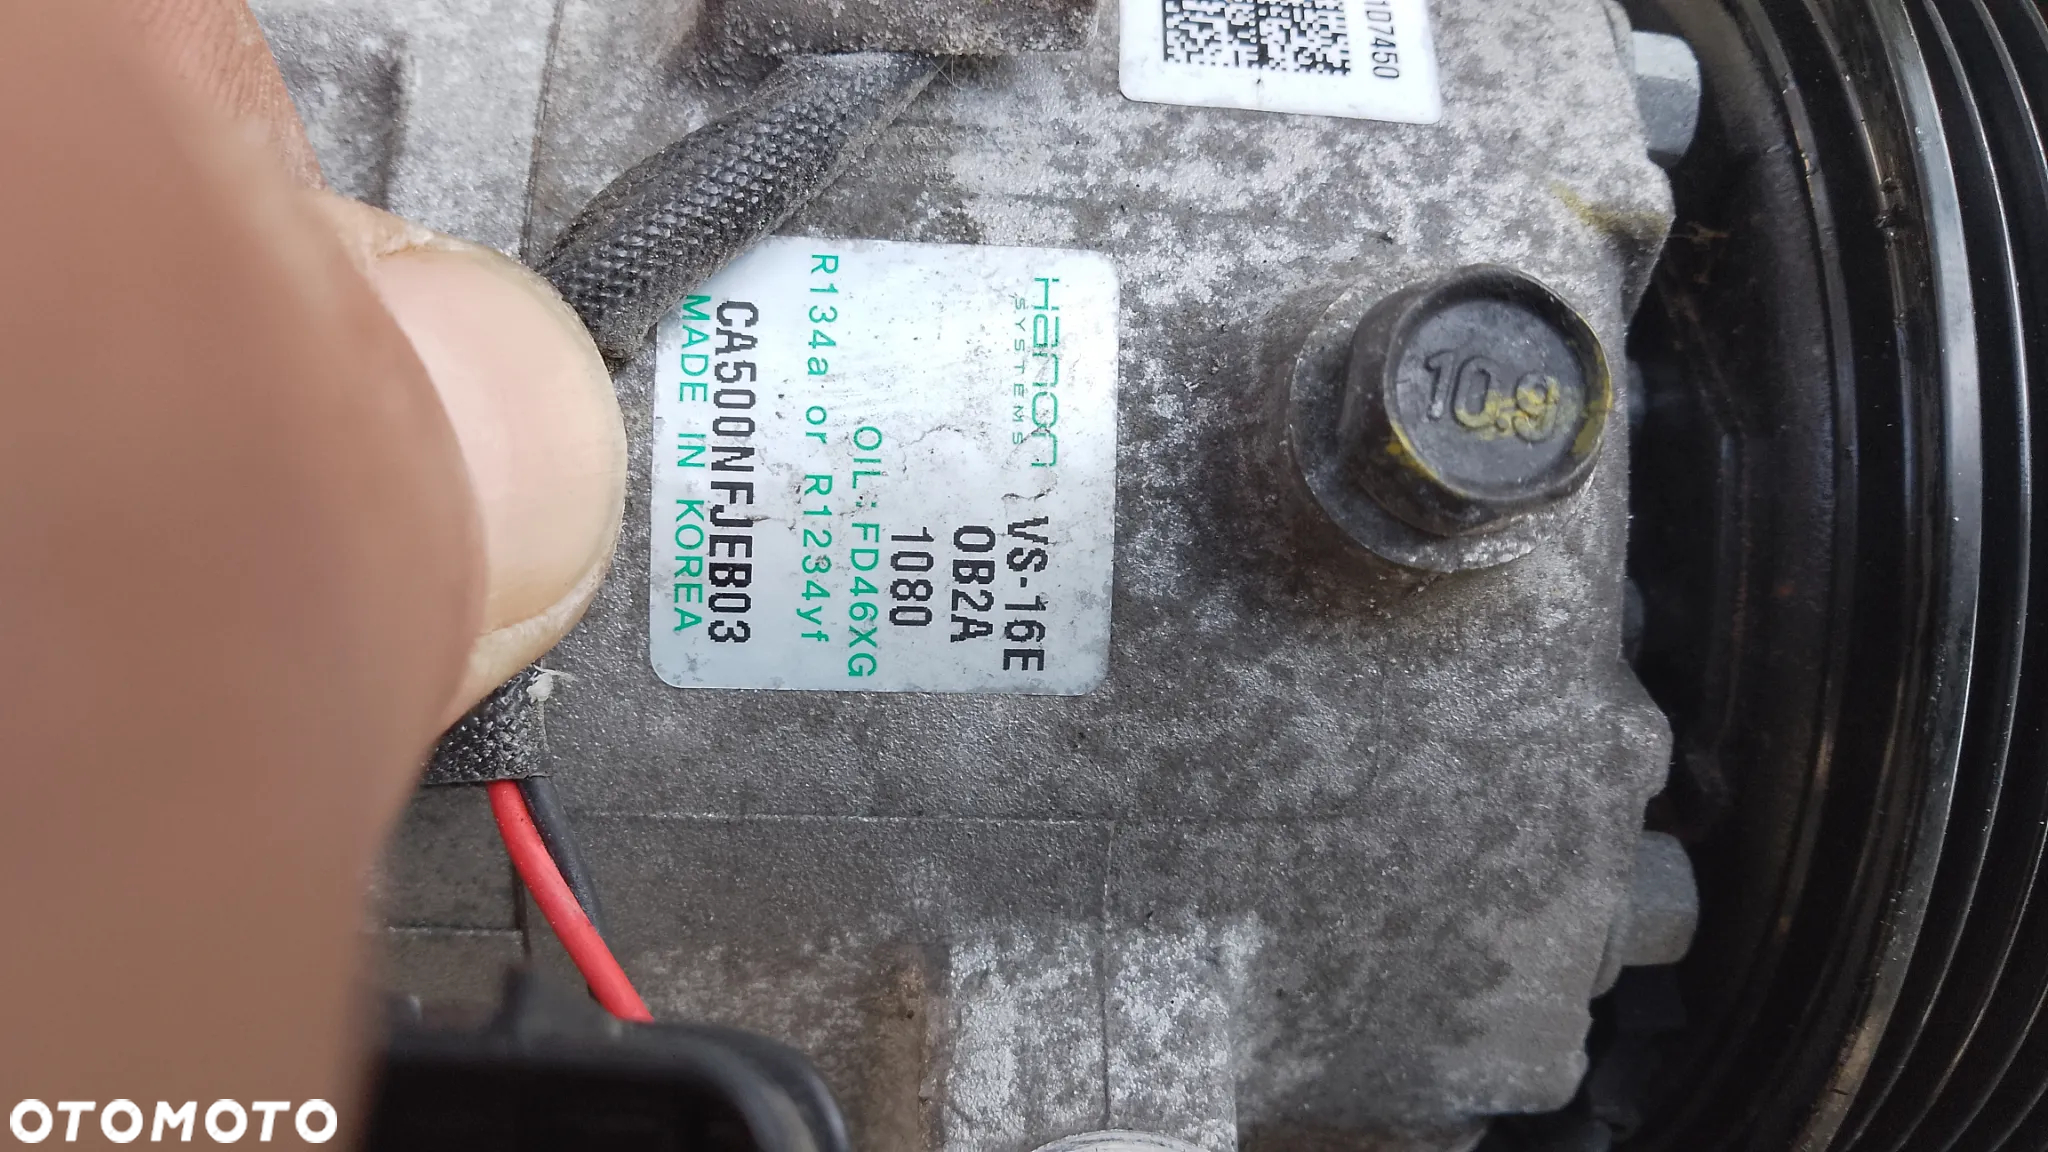 107450
Hanon
SYSTEMS
VS-16E
0B2A
1080
OIL:FD46XG
R134a or R1234yf
CA500NFJEB03
MADE IN KOREA
10.9
OTOMOTO